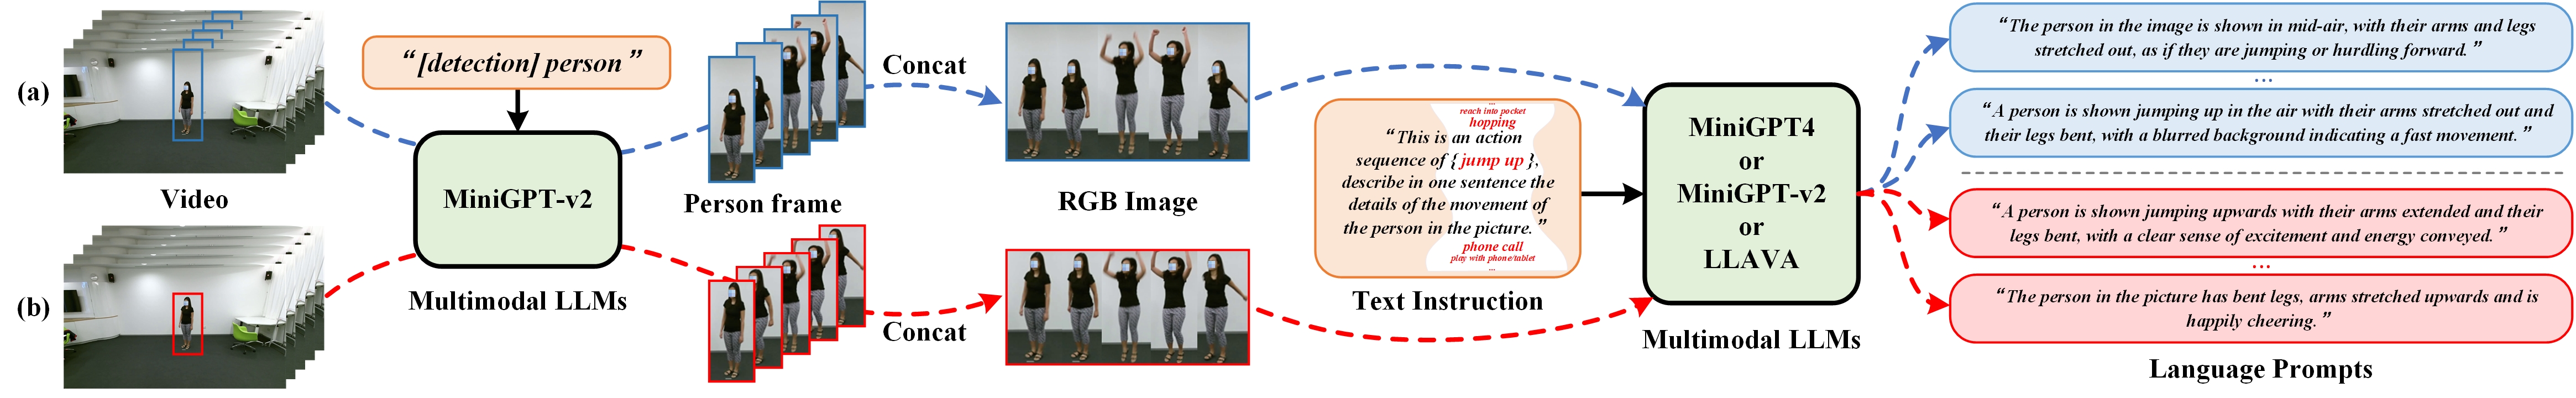 (a)
Video
(b)
“[detection] person”
MiniGPT-v2
Multimodal LLMs
Person frame
Concat
Concat
RGB Image
...
reach into pocket
hopping
“This is an action
sequence of { jump up },
describe in one sentence the
details of the movement of
the person in the picture.”
phone call
play with phone/tablet
...
Text Instruction
MiniGPT4
or
MiniGPT-v2
or
LLAVA
Multimodal LLMs
“The person in the image is shown in mid-air, with their arms and legs
stretched out, as if they are jumping or hurdling forward.”
...
“A person is shown jumping up in the air with their arms stretched out and
their legs bent, with a blurred background indicating a fast movement.”
“A person is shown jumping upwards with their arms extended and their
legs bent, with a clear sense of excitement and energy conveyed.”
...
“The person in the picture has bent legs, arms stretched upwards and is
happily cheering.”
Language Prompts